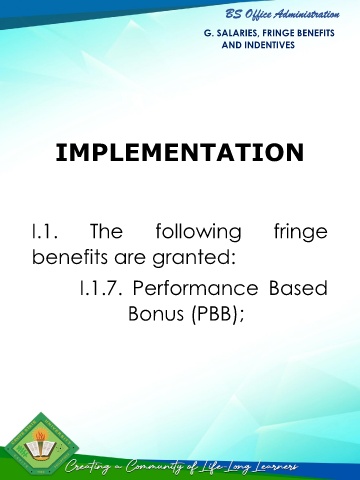 BS Office Administration
G. SALARIES, FRINGE BENEFITS
AND INDENTIVES
IMPLEMENTATION
I.1. The following fringe
benefits are granted:
I.1.7. Performance Based
Bonus (PBB);
Creating a Community of Life-Long Learners